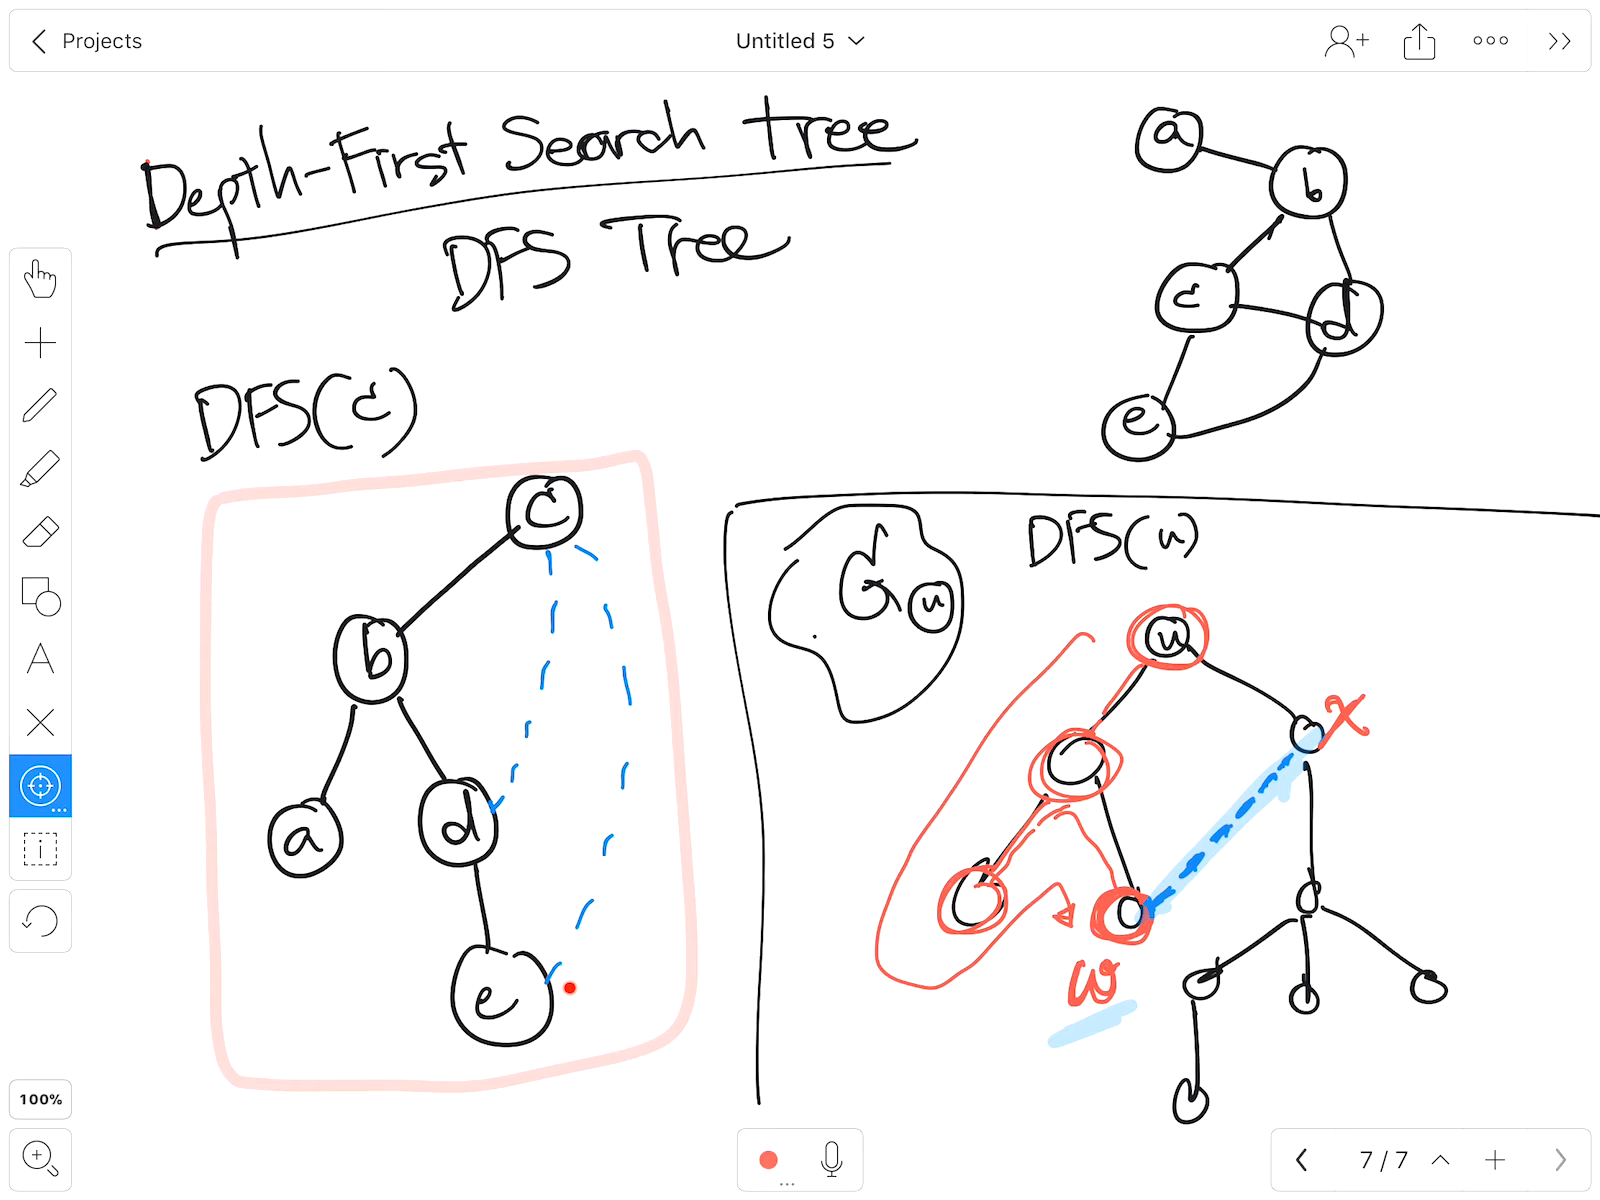 Projects
Untitled 5
Depth-First Search Tree
DFS Tree
a
b
c
d
e
DFS(c)
c
b
a
d
e
G
u
DFS(u)
u
x
w
A
i
100%
7 / 7